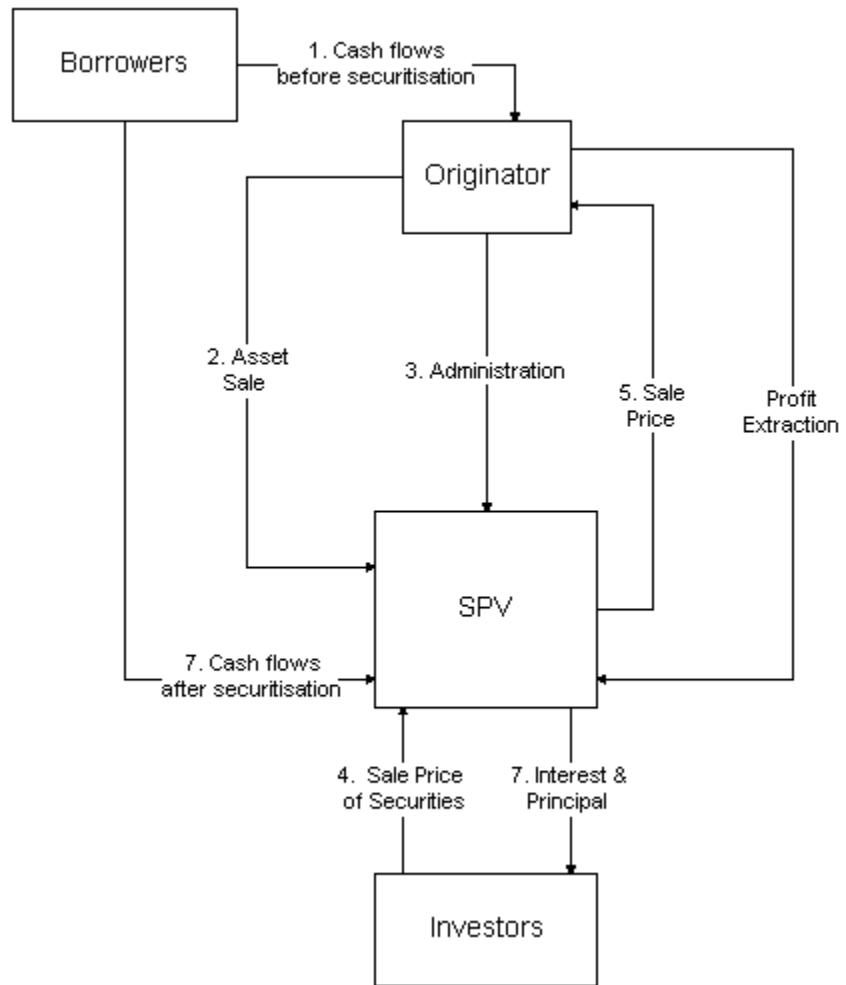 Borrowers
1. Cash flows
before securitisation
Originator
2. Asset
Sale
3. Administration
5. Sale
Price
Profit
Extraction
SPV
7. Cash flows
after securitisation
4. Sale Price
of Securities
7. Interest &
Principal
Investors